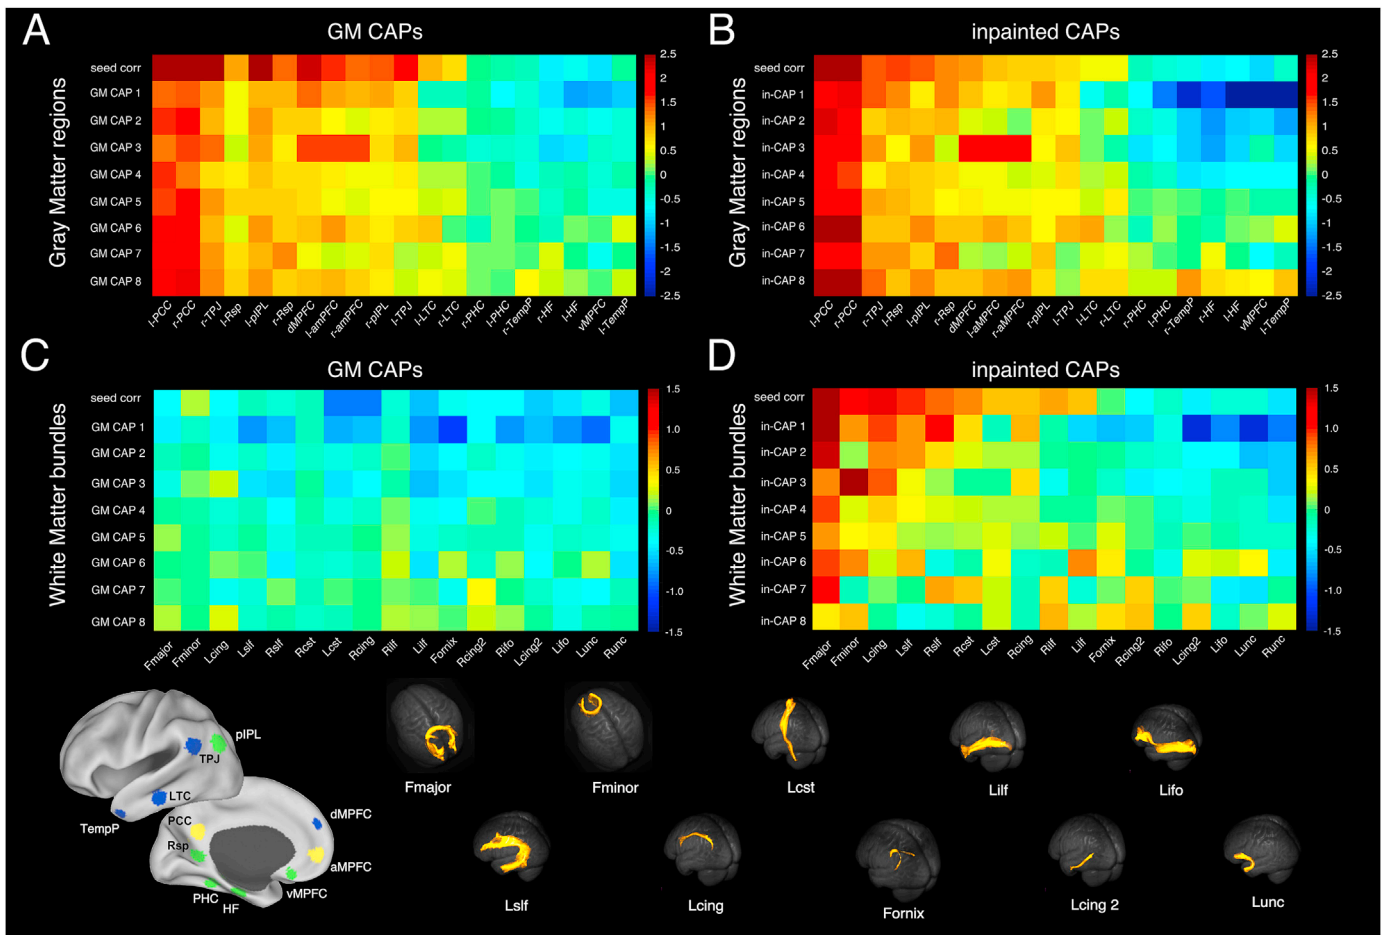 A
GM CAPs
Gray Matter regions
seed corr
GM CAP 1
GM CAP 2
GM CAP 3
GM CAP 4
GM CAP 5
GM CAP 6
GM CAP 7
GM CAP 8
2.5
2
1.5
1
0.5
0
-0.5
-1
-1.5
-2
-2.5
l-PCC
r-PCC
r-TPJ
l-Rsp
l-pIPL
r-Rsp
dMPFC
l-amPFC
r-amPFC
r-pIPL
l-TPJ
l-LTC
r-LTC
r-PHC
l-PHC
r-TempP
r-HF
l-HF
vMPFC
l-TempP
B
inpainted CAPs
Gray Matter regions
seed corr
in-CAP 1
in-CAP 2
in-CAP 3
in-CAP 4
in-CAP 5
in-CAP 6
in-CAP 7
in-CAP 8
2.5
2
1.5
1
0.5
0
-0.5
-1
-1.5
-2
-2.5
l-PCC
r-PCC
r-TPJ
l-Rsp
l-pIPL
r-Rsp
dMPFC
l-aMPFC
r-aMPFC
r-pIPL
l-TPJ
l-LTC
r-LTC
r-PHC
l-PHC
r-TempP
r-HF
l-HF
vMPFC
l-TempP
C
GM CAPs
White Matter bundles
seed corr
GM CAP 1
GM CAP 2
GM CAP 3
GM CAP 4
GM CAP 5
GM CAP 6
GM CAP 7
GM CAP 8
1.5
1.0
0.5
0
-0.5
-1.0
-1.5
Fmajor
Fminor
Lcing
Lslf
Rslf
Rcst
Lcst
Rcing
Rilf
Lilf
Fornix
Rcing2
Rifo
Lcing2
Lifo
Lunc
Runc
D
inpainted CAPs
White Matter bundles
seed corr
in-CAP 1
in-CAP 2
in-CAP 3
in-CAP 4
in-CAP 5
in-CAP 6
in-CAP 7
in-CAP 8
1.5
1.0
0.5
0
-0.5
-1.0
-1.5
Fmajor
Fminor
Lcing
Lslf
Rslf
Rcst
Lcst
Rcing
Rilf
Lilf
Fornix
Rcing2
Rifo
Lcing2
Lifo
Lunc
Runc
pIPL
TPJ
LTC
TempP
PCC
Rsp
dMPFC
aMPFC
vMPFC
PHC
HF
Fmajor
Fminor
Lcst
Lilf
Lifo
Lslf
Lcing
Fornix
Lcing 2
Lunc